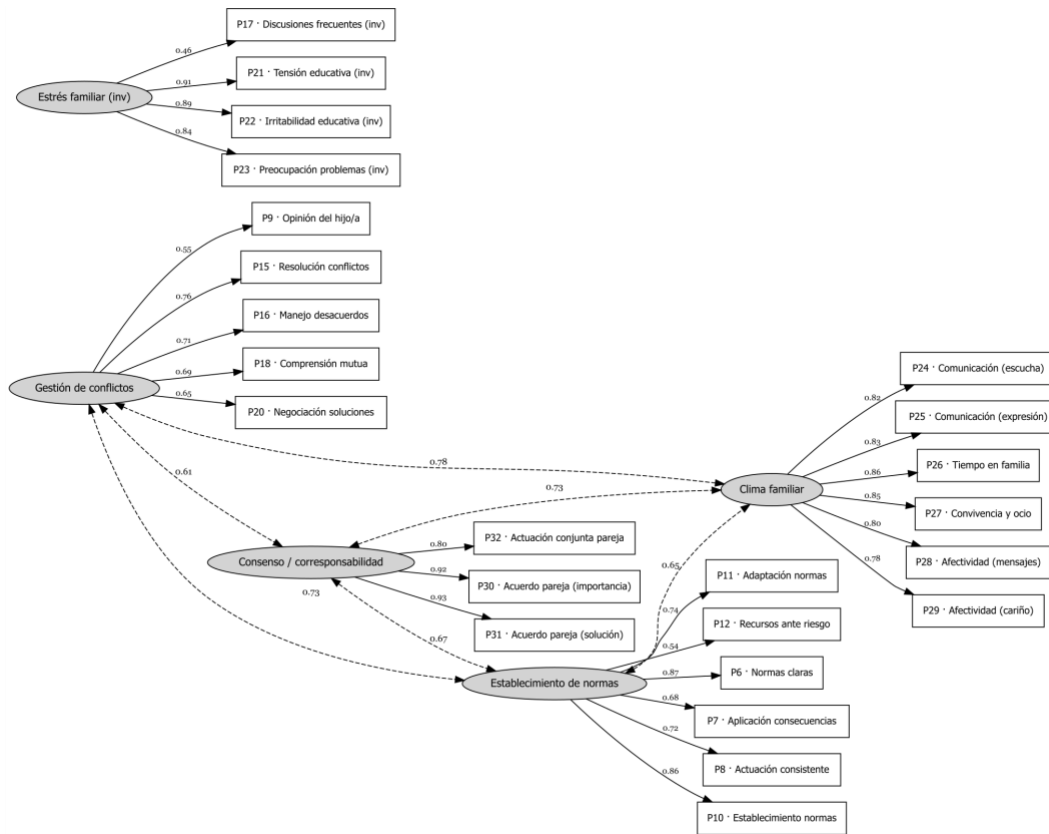 P17 · Discusiones frecuentes (inv)
0.46
P21 · Tensión educativa (inv)
0.91
Estrés familiar (inv)
0.89
P22 · Irritabilidad educativa (inv)
0.84
P23 · Preocupación problemas (inv)
P9 · Opinión del hijo/a
0.55
P15 · Resolución conflictos
0.76
P16 · Manejo desacuerdos
0.71
P18 · Comprensión mutua
0.69
Gestión de conflictos
0.65
P20 · Negociación soluciones
P24 · Comunicación (escucha)
0.82
P25 · Comunicación (expresión)
0.83
P26 · Tiempo en familia
0.86
0.78
0.61
0.73
Clima familiar
0.85
P27 · Convivencia y ocio
0.80
P28 · Afectividad (mensajes)
0.78
P29 · Afectividad (cariño)
P32 · Actuación conjunta pareja
0.80
Consenso / corresponsabilidad
0.92
P30 · Acuerdo pareja (importancia)
0.93
P31 · Acuerdo pareja (solución)
0.73
0.67
0.65
P11 · Adaptación normas
0.74
P12 · Recursos ante riesgo
0.54
Establecimiento de normas
0.87
P6 · Normas claras
0.68
P7 · Aplicación consecuencias
0.72
P8 · Actuación consistente
0.86
P10 · Establecimiento normas